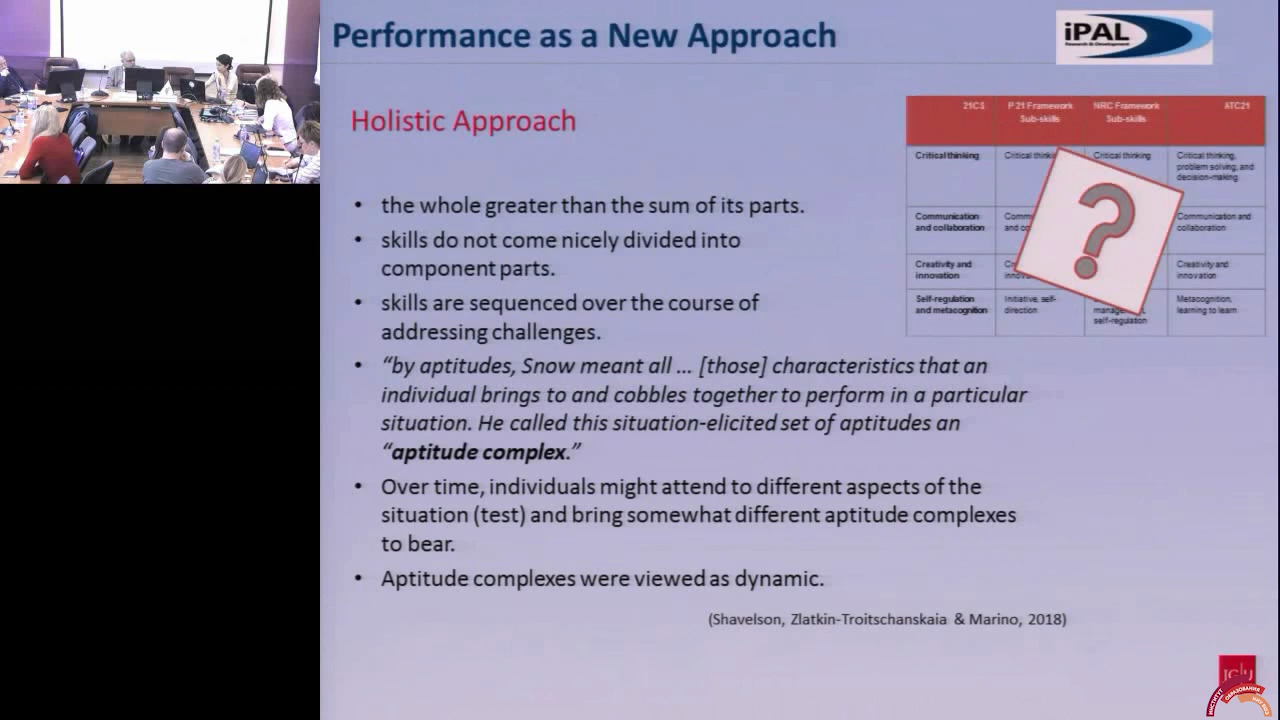 Performance as a New Approach
iPAL
Research & Development
Holistic Approach
21CS
P 21 Framework
Sub-skills
NRC Framework
Sub-skills
ATC21
Critical thinking
Critical
Critical thinking
Critical thinking,
problem solving, and
decision-making
Communication
and collaboration
Communication and
collaboration
Creativity and
innovation
Creativity and
innovation
Self-regulation
and metacognition
Initiative, self-
direction
self-regulation
Metacognition,
learning to learn
?
• the whole greater than the sum of its parts.
• skills do not come nicely divided into
component parts.
• skills are sequenced over the course of
addressing challenges.
• “by aptitudes, Snow meant all ... [those] characteristics that an
individual brings to and cobbles together to perform in a particular
situation. He called this situation-elicited set of aptitudes an
“aptitude complex.”
• Over time, individuals might attend to different aspects of the
situation (test) and bring somewhat different aptitude complexes
to bear.
• Aptitude complexes were viewed as dynamic.
(Shavelson, Zlatkin-Troitschanskaia & Marino, 2018)
ИНСТИТУТ
ОБРАЗОВАНИЯ